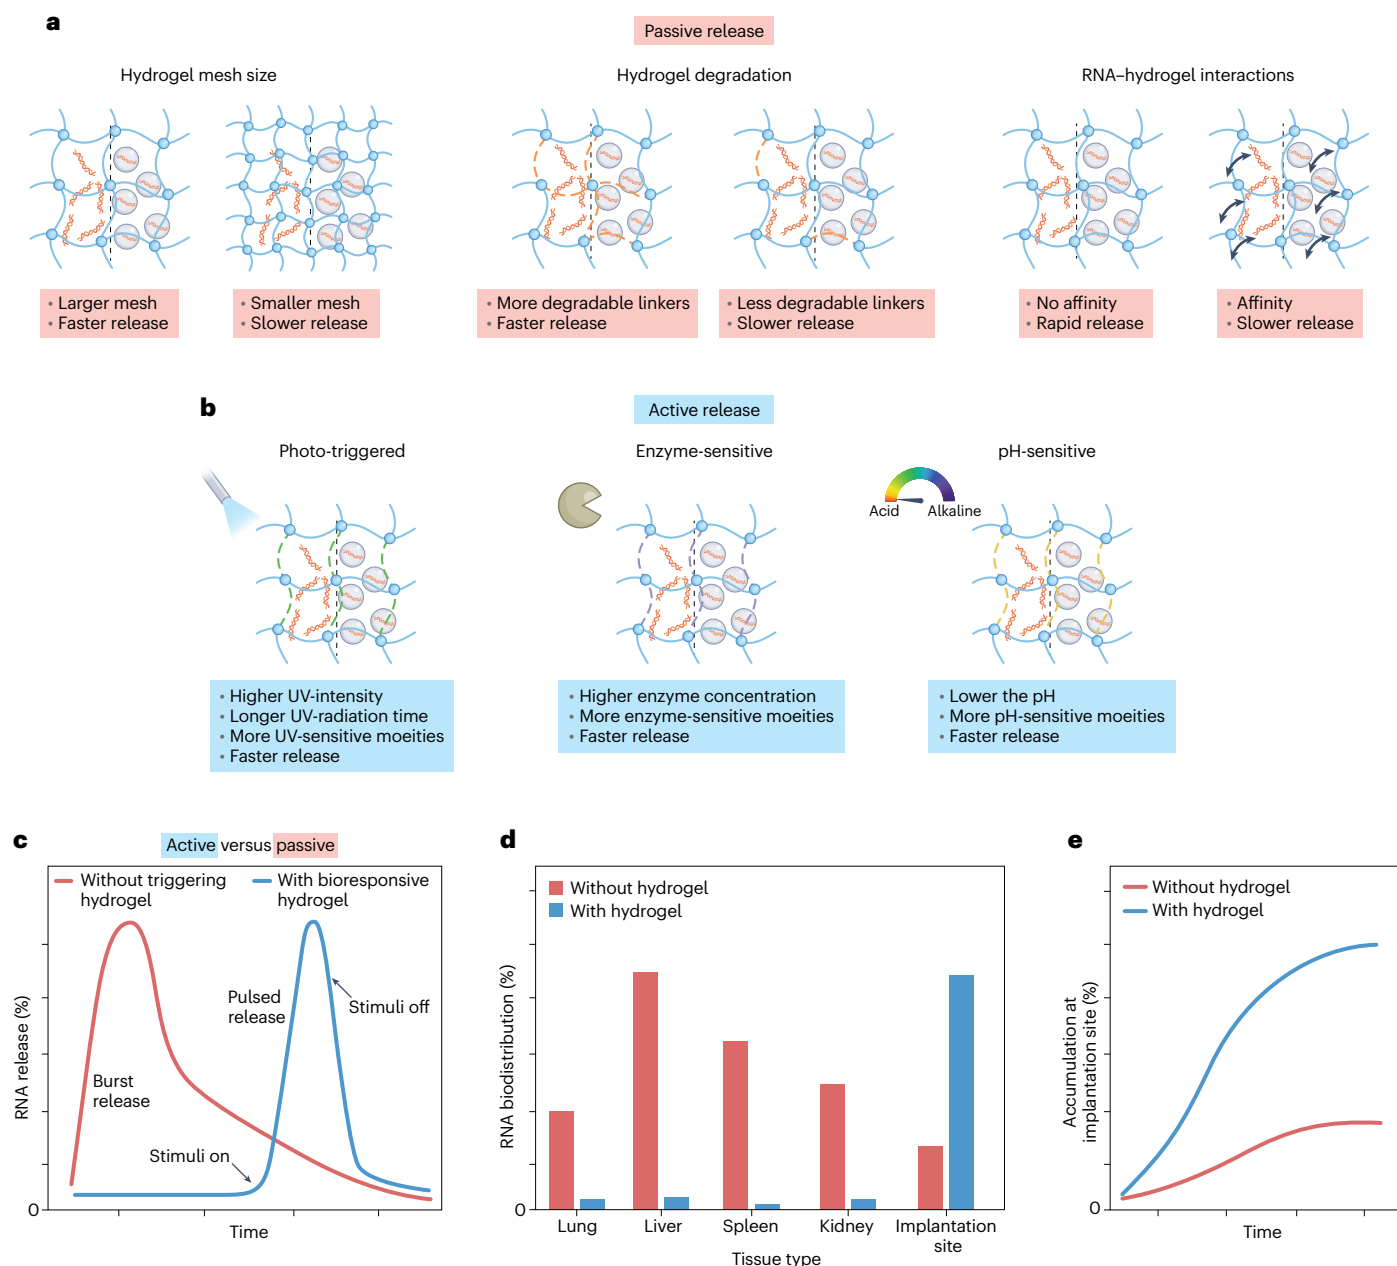 a
Passive release
Hydrogel mesh size
Hydrogel degradation
RNA–hydrogel interactions
• Larger mesh
• Faster release
• Smaller mesh
• Slower release
• More degradable linkers
• Faster release
• Less degradable linkers
• Slower release
• No affinity
• Rapid release
• Affinity
• Slower release
b
Active release
Photo-triggered
Enzyme-sensitive
pH-sensitive
Acid
Alkaline
• Higher UV-intensity
• Longer UV-radiation time
• More UV-sensitive moeities
• Faster release
• Higher enzyme concentration
• More enzyme-sensitive moeities
• Faster release
• Lower the pH
• More pH-sensitive moeities
• Faster release
c
Active versus passive
Without triggering
hydrogel
With bioresponsive
hydrogel
RNA release (%)
Burst
release
Pulsed
release
Stimuli off
Stimuli on
0
Time
d
Without hydrogel
With hydrogel
RNA biodistribution (%)
0
Lung
Liver
Spleen
Kidney
Implantation
site
Tissue type
e
Without hydrogel
With hydrogel
Accumulation at
implantation site (%)
0
Time